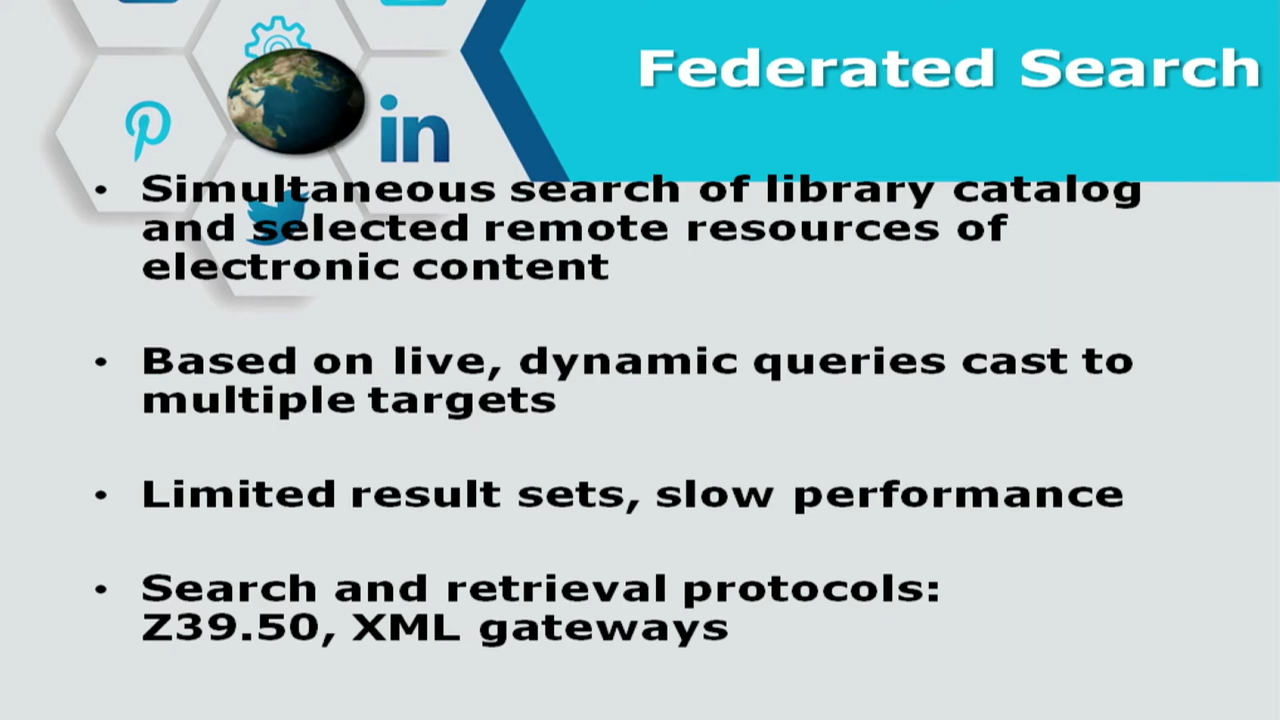 Federated Search
in
• Simultaneous search of library catalog
and selected remote resources of
electronic content
• Based on live, dynamic queries cast to
multiple targets
• Limited result sets, slow performance
• Search and retrieval protocols:
Z39.50, XML gateways